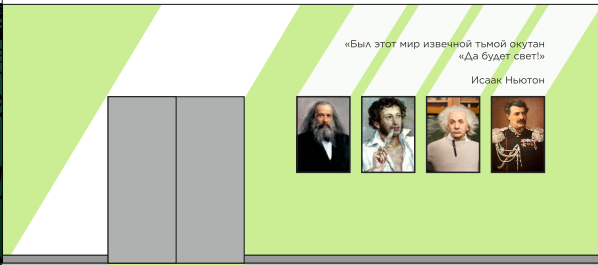 «Был этот мир извечной тьмой окутан
«Да будет свет!»
Исаак Ньютон